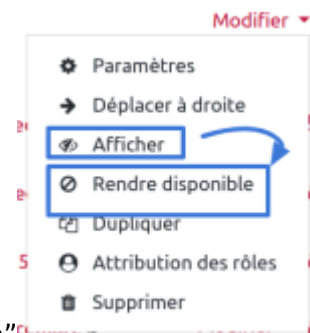 Modifier
Paramètres
Déplacer à droite
Afficher
Rendre disponible
Dupliquer
Attribution des rôles
Supprimer